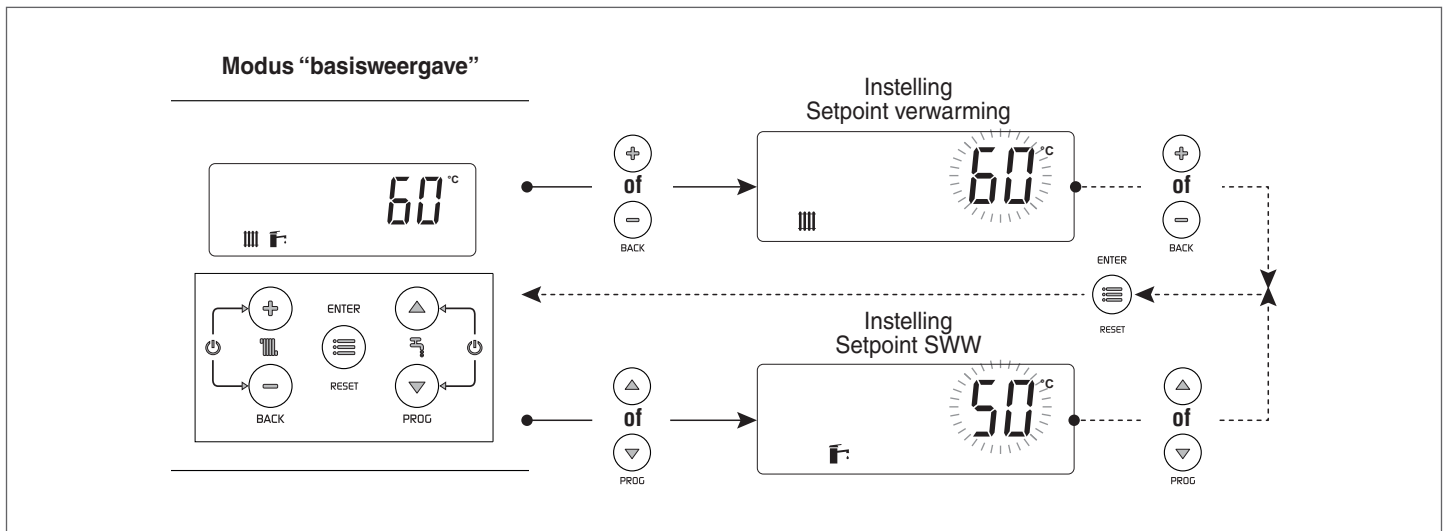 Modus “basisweergave”
60 °C
ENTER
RESET
BACK
PROG
of
BACK
Instelling
Setpoint verwarming
60 °C
of
BACK
ENTER
RESET
of
PROG
Instelling
Setpoint SWW
50 °C
of
PROG